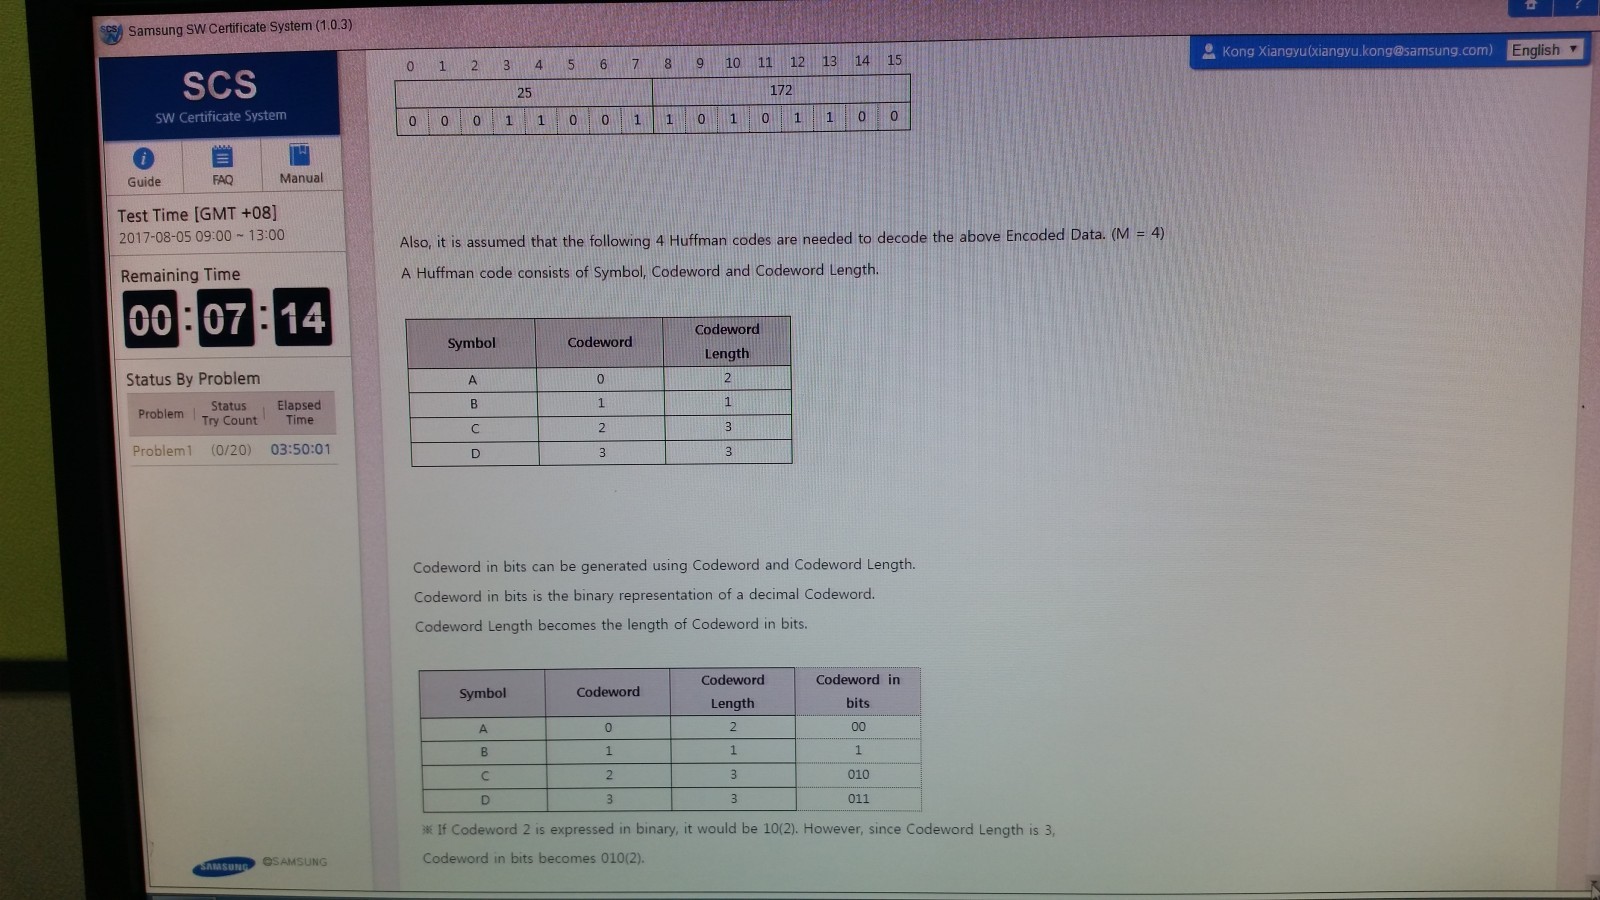 SCS Samsung SW Certificate System (1.0.3)
?
Kong Xiangyu(xiangyu.kong@samsung.com) English
SCS
SW Certificate System
Guide FAQ Manual
Test Time [GMT +08]
2017-08-05 09:00 ~ 13:00
Remaining Time
00:07:14
Status By Problem
Problem Status Try Count Elapsed Time
Problem1 (0/20) 03:50:01
SAMSUNG ©SAMSUNG
0 1 2 3 4 5 6 7 8 9 10 11 12 13 14 15
25 172
0 0 0 1 1 0 0 1 1 0 1 0 1 1 0 0
Also, it is assumed that the following 4 Huffman codes are needed to decode the above Encoded Data. (M = 4)
A Huffman code consists of Symbol, Codeword and Codeword Length.
Symbol Codeword Codeword Length
A 0 2
B 1 1
C 2 3
D 3 3
Codeword in bits can be generated using Codeword and Codeword Length.
Codeword in bits is the binary representation of a decimal Codeword.
Codeword Length becomes the length of Codeword in bits.
Symbol Codeword Codeword Length Codeword in bits
A 0 2 00
B 1 1 1
C 2 3 010
D 3 3 011
※ If Codeword 2 is expressed in binary, it would be 10(2). However, since Codeword Length is 3,
Codeword in bits becomes 010(2).